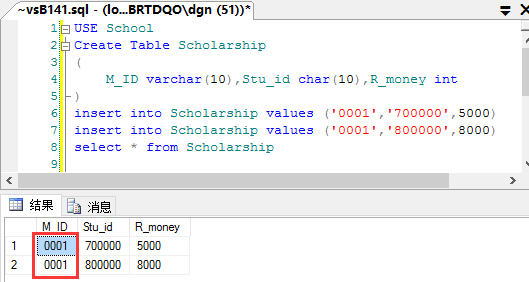 ~vsB141.sql - (lo...BRTDQO\dgn (51))*
1 USE School
2 Create Table Scholarship
3 (
4 M_ID varchar(10),Stu_id char(10),R_money int
5 )
6 insert into Scholarship values ('0001','700000',5000)
7 insert into Scholarship values ('0001','800000',8000)
8 select * from Scholarship
9
结果 消息
M_ID Stu_id R_money
1 0001 700000 5000
2 0001 800000 8000